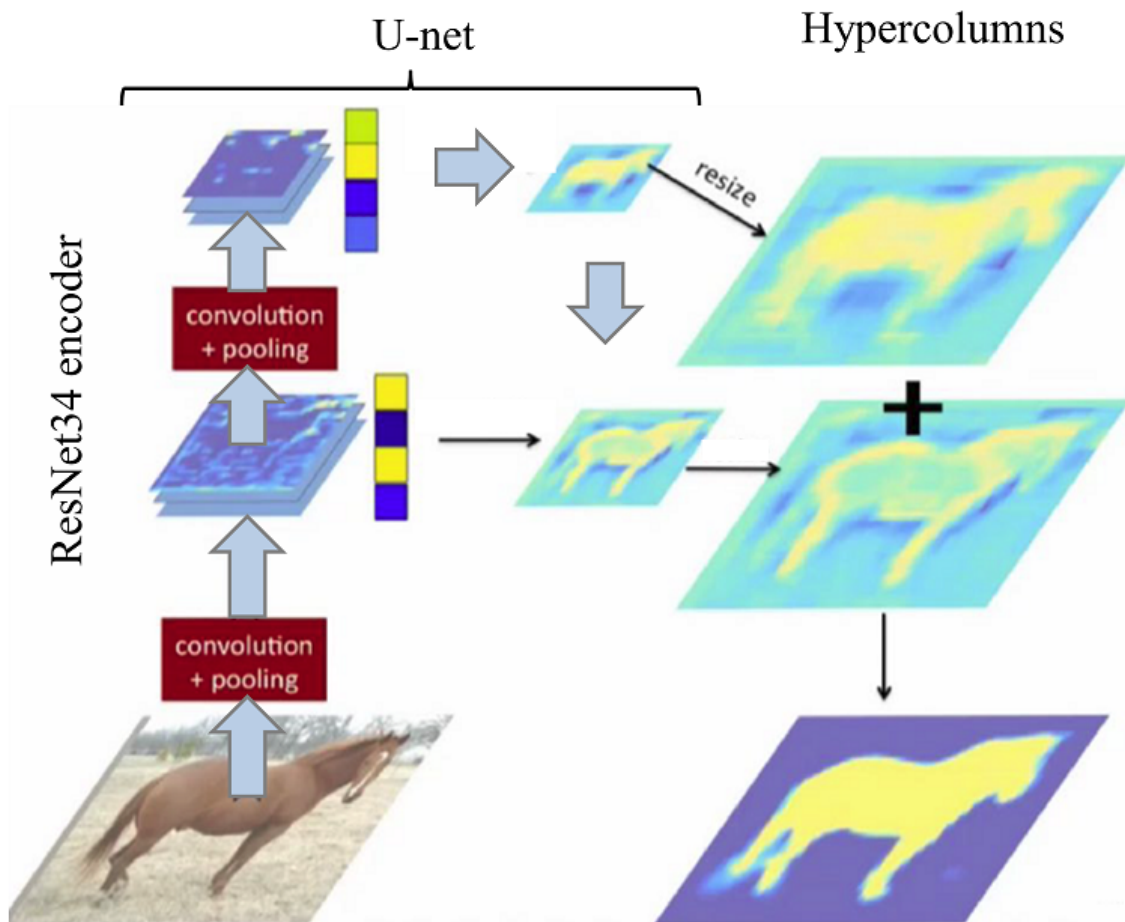 U-net
Hypercolumns
resize
ResNet34 encoder
convolution
+ pooling
+
convolution
+ pooling